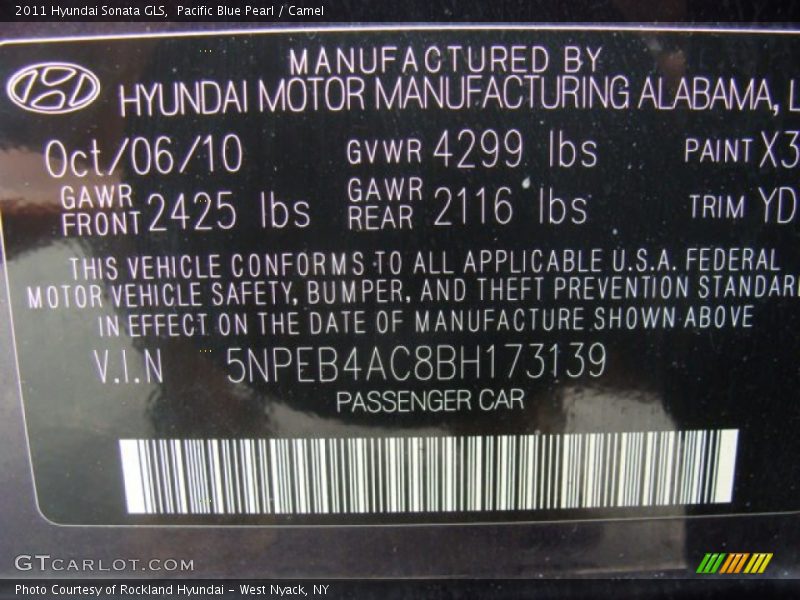 2011 Hyundai Sonata GLS, Pacific Blue Pearl / Camel
MANUFACTURED BY
HYUNDAI MOTOR MANUFACTURING ALABAMA, L
Oct/06/10 GVWR 4299 lbs PAINT X3
GAWR FRONT 2425 lbs GAWR REAR 2116 lbs TRIM YD
THIS VEHICLE CONFORMS TO ALL APPLICABLE U.S.A. FEDERAL
MOTOR VEHICLE SAFETY, BUMPER, AND THEFT PREVENTION STANDAR
IN EFFECT ON THE DATE OF MANUFACTURE SHOWN ABOVE
V.I.N 5NPEB4AC8BH173139
PASSENGER CAR
GTCARLOT.COM
Photo Courtesy of Rockland Hyundai - West Nyack, NY